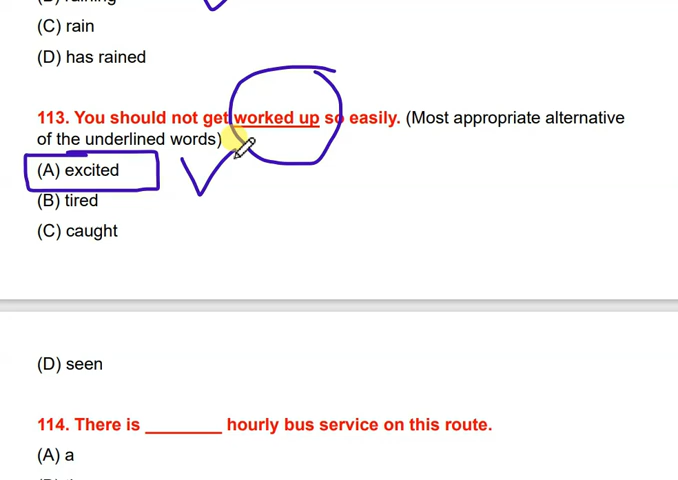 (C) rain
(D) has rained
113. You should not get worked up so easily. (Most appropriate alternative
of the underlined words)
(A) excited
(B) tired
(C) caught
(D) seen
114. There is ________ hourly bus service on this route.
(A) a